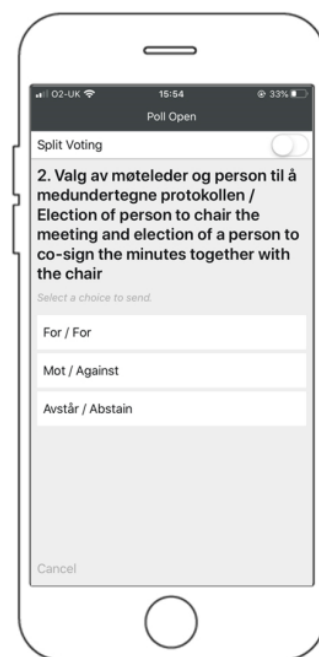 O2-UK 15:54 33%
Poll Open
Split Voting
2. Valg av møteleder og person til å
medundertegne protokollen /
Election of person to chair the
meeting and election of a person to
co-sign the minutes together with
the chair
Select a choice to send.
For / For
Mot / Against
Avstår / Abstain
Cancel